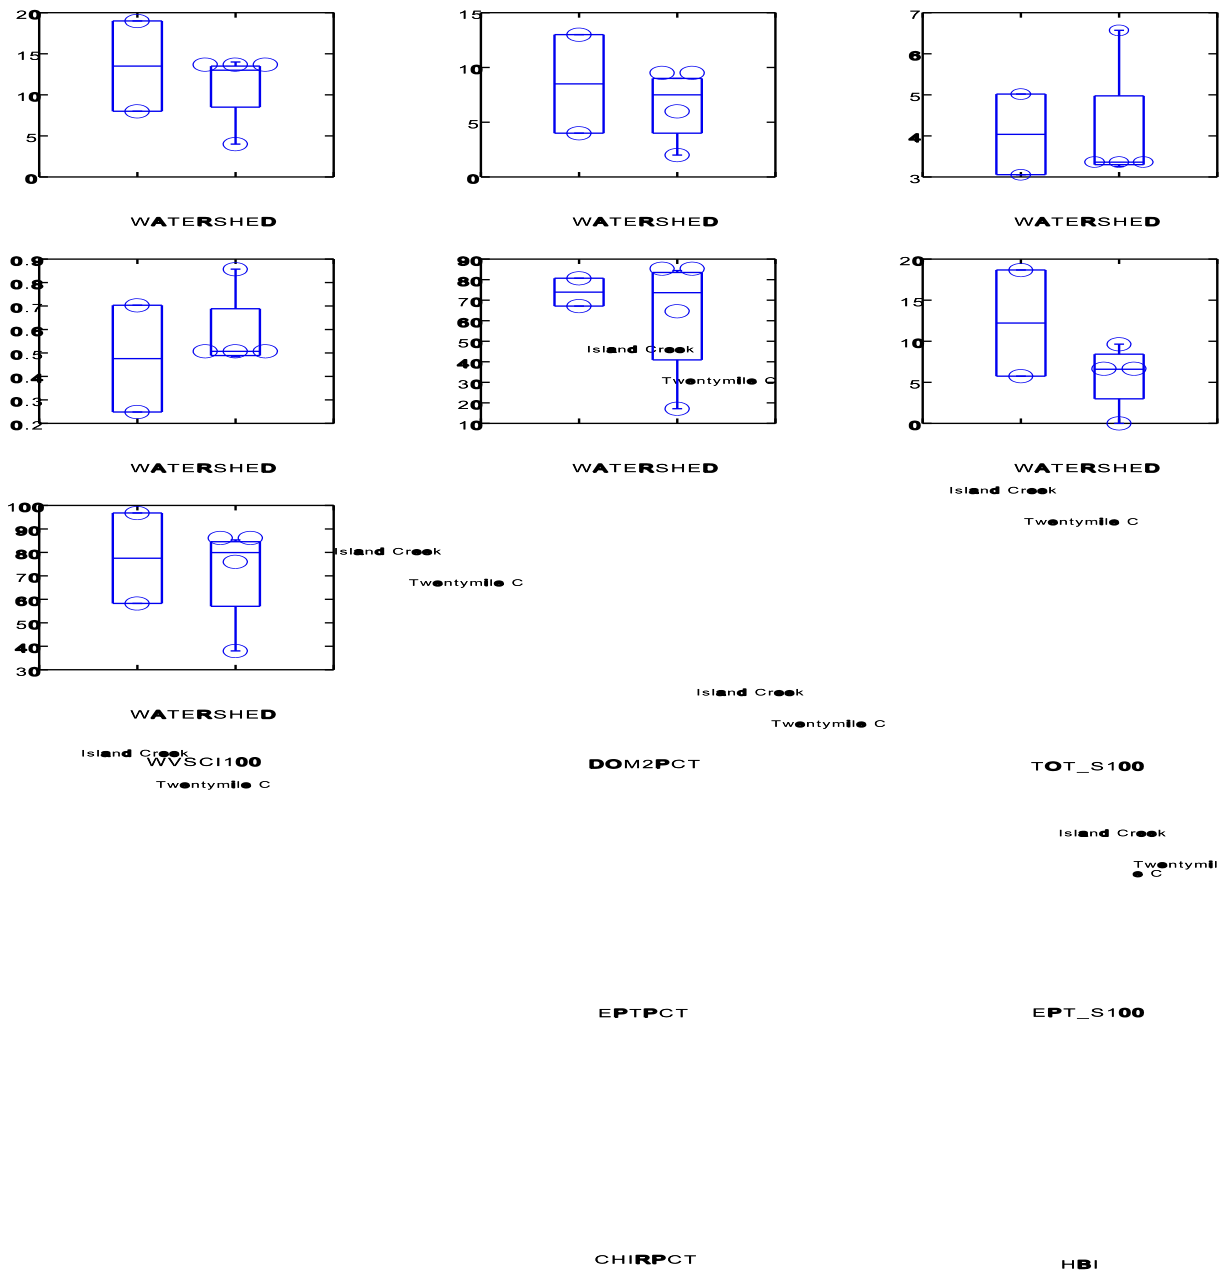 20
15
10
5
0
WATERSHED
15
10
5
0
WATERSHED
7
6
5
4
3
WATERSHED
0.9
0.8
0.7
0.6
0.5
0.4
0.3
0.2
WATERSHED
90
80
70
60
50
40
30
20
10
Island Creek
Twentymile C
WATERSHED
20
15
10
5
0
WATERSHED
Island Creek
Twentymile C
100
90
80
70
60
50
40
30
WATERSHED
Island Creek
Twentymile C
Island Creek
Twentymile C
Island Creek
WVSCI100
Twentymile C
DOM2PCT
TOT_S100
Island Creek
Twentymil
e C
EPTPCT
EPT_S100
CHIRPCT
HBI